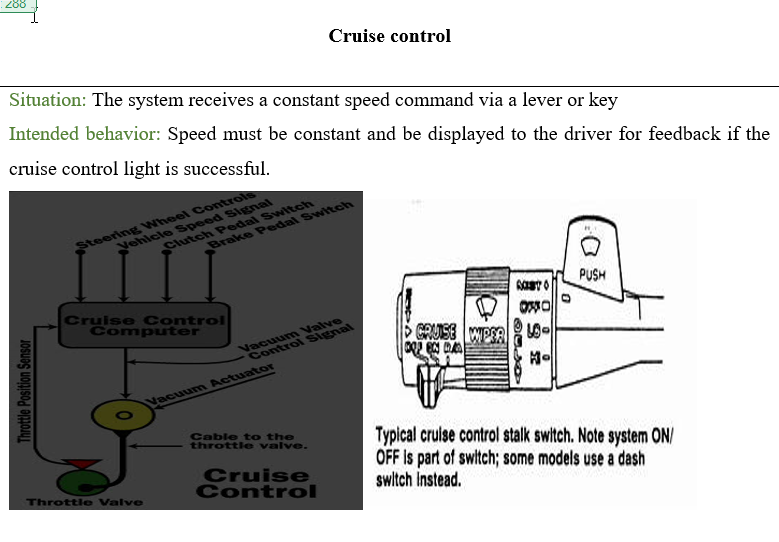 288
Cruise control
Situation: The system receives a constant speed command via a lever or key
Intended behavior: Speed must be constant and be displayed to the driver for feedback if the
cruise control light is successful.
Steering Wheel Controls
Vehicle Speed Signal
Clutch Pedal Switch
Brake Pedal Switch
Cruise Control
Computer
Vacuum Valve
Control Signal
Vacuum Actuator
Throttle Position Sensor
Cable to the
throttle valve.
Cruise
Control
Throttle Valve
PUSH
MIST
OFF
CRUISE
WIPER
LO
OFF ON R/A
HI
Typical cruise control stalk switch. Note system ON/
OFF is part of switch; some models use a dash
switch instead.